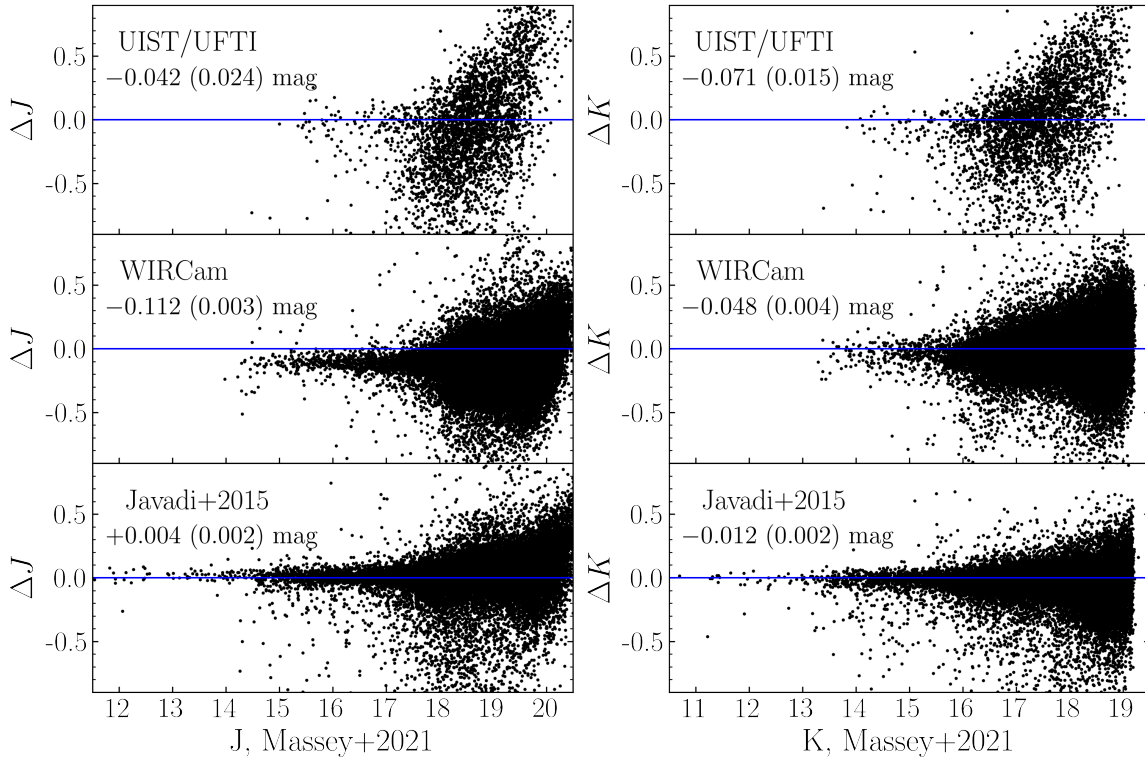 UIST/UFTI
−0.042 (0.024) mag
ΔJ
0.5
0.0
-0.5
UIST/UFTI
−0.071 (0.015) mag
ΔK
0.5
0.0
-0.5
WIRCam
−0.112 (0.003) mag
ΔJ
0.5
0.0
-0.5
WIRCam
−0.048 (0.004) mag
ΔK
0.5
0.0
-0.5
Javadi+2015
+0.004 (0.002) mag
ΔJ
0.5
0.0
-0.5
Javadi+2015
−0.012 (0.002) mag
ΔK
0.5
0.0
-0.5
12 13 14 15 16 17 18 19 20
J, Massey+2021
11 12 13 14 15 16 17 18 19
K, Massey+2021